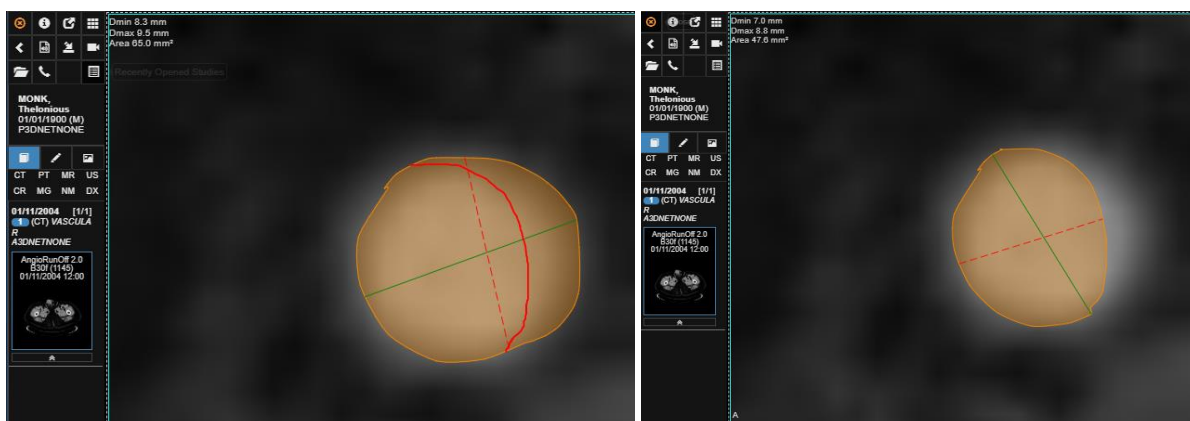 Dmin 8.3 mm
Dmax 9.5 mm
Area 65.0 mm²
Recently Opened Studies
MONK,
Thelonious
01/01/1900 (M)
P3DNETNONE
CT PT MR US
CR MG NM DX
01/11/2004 [1/1]
1 (CT) VASCULA
R
A3DNETNONE
AngioRunOff 2.0
B30f (1145)
01/11/2004 12:00
Dmin 7.0 mm
Dmax 8.8 mm
Area 47.6 mm²
MONK,
Thelonious
01/01/1900 (M)
P3DNETNONE
CT PT MR US
CR MG NM DX
01/11/2004 [1/1]
1 (CT) VASCULA
R
A3DNETNONE
AngioRunOff 2.0
B30f (1145)
01/11/2004 12:00
A